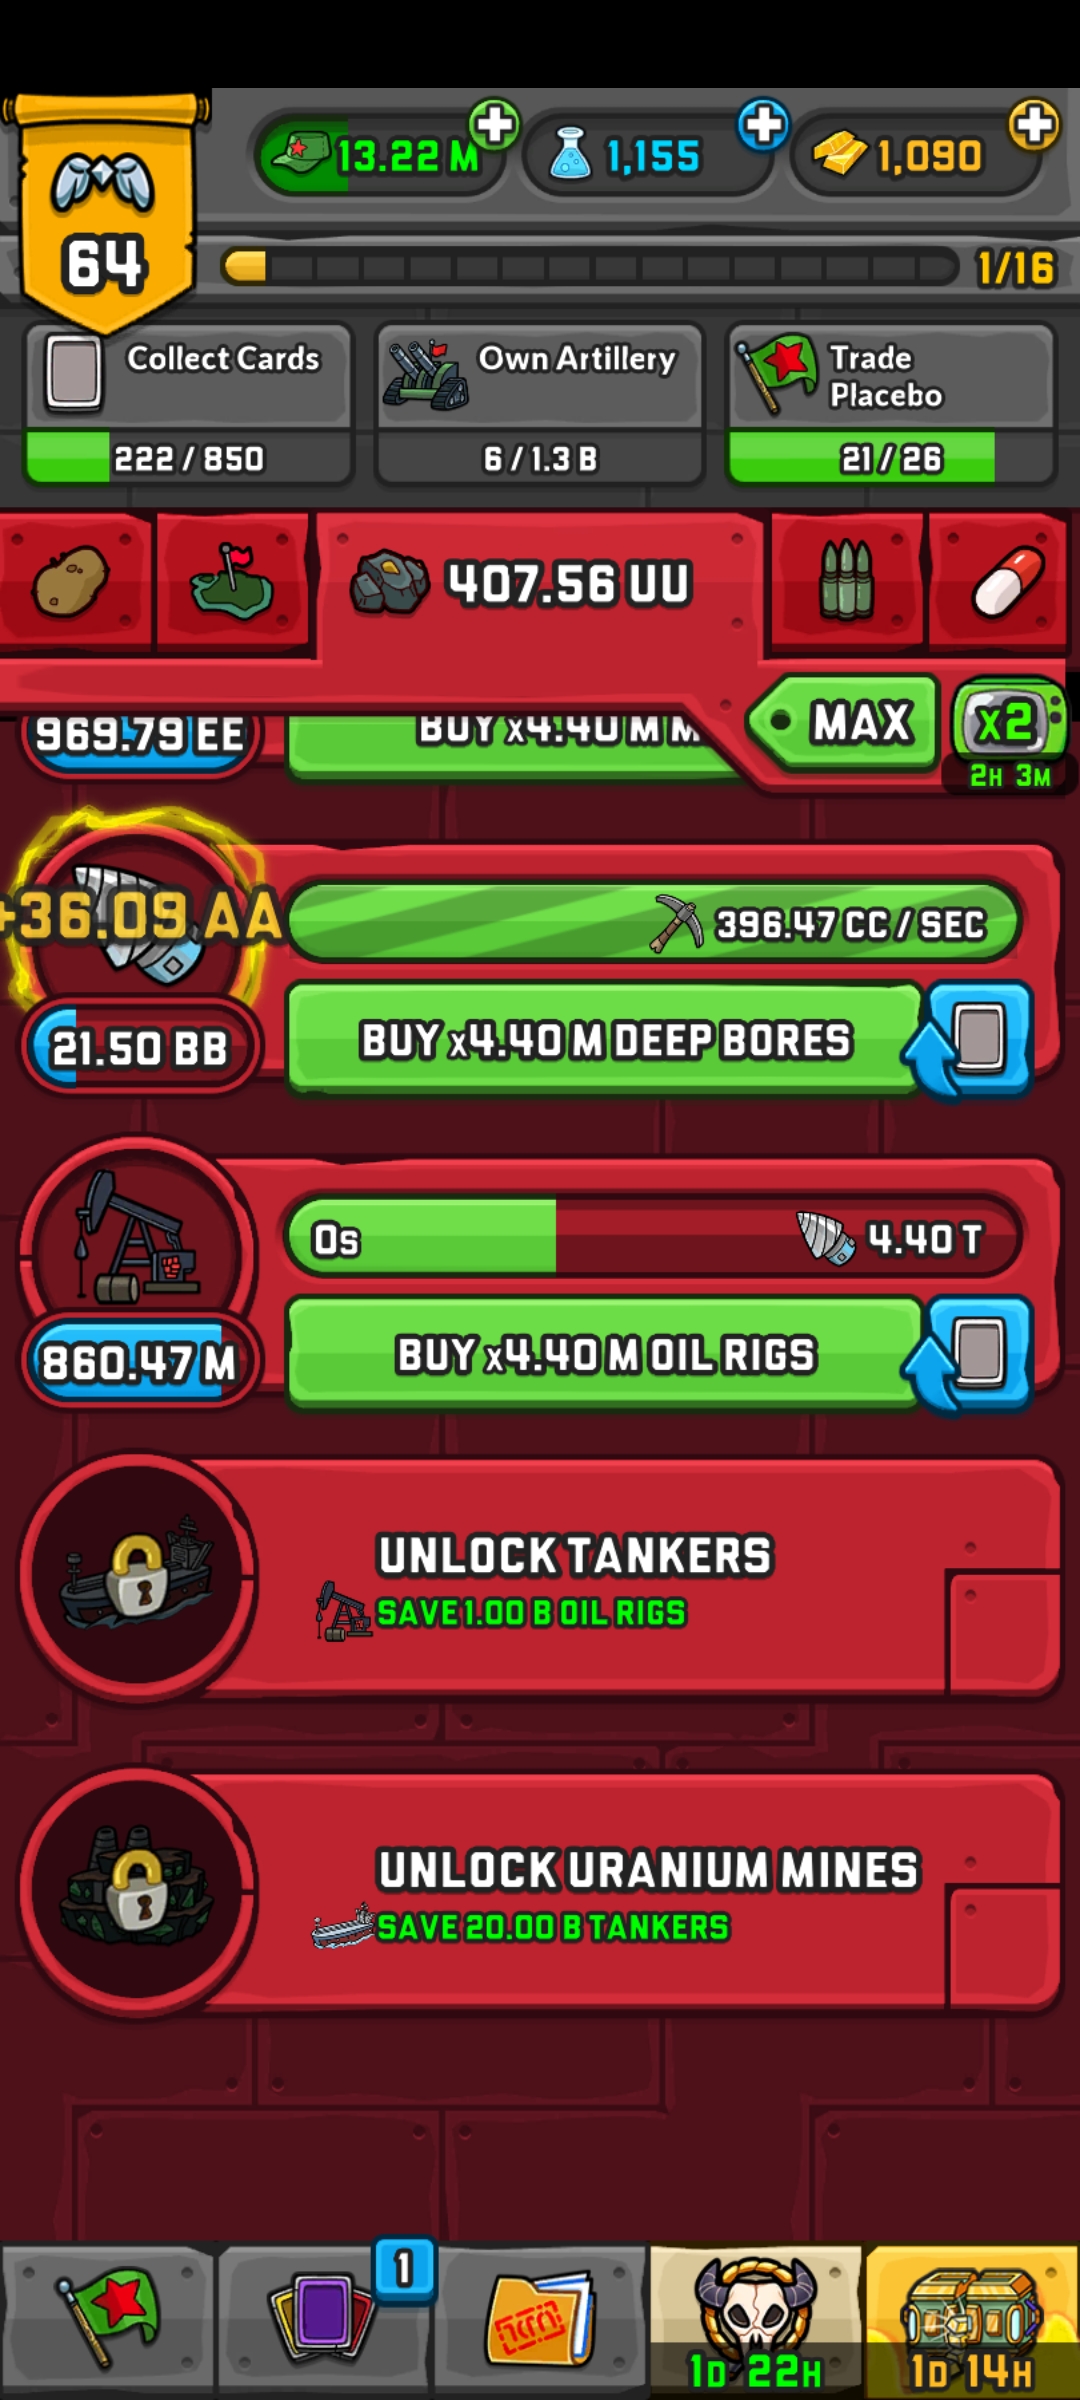 13.22 M
1,155
1,090
64
1/16
Collect Cards
222 / 850
Own Artillery
6 / 1.3 B
Trade
Placebo
21 / 26
407.56 UU
MAX
x2
2H 3M
969.79 EE
BUY x4.40 M M
+36.09 AA
396.47 CC / SEC
21.50 BB
BUY x4.40 M DEEP BORES
0s
4.40 T
860.47 M
BUY x4.40 M OIL RIGS
UNLOCK TANKERS
SAVE 1.00 B OIL RIGS
UNLOCK URANIUM MINES
SAVE 20.00 B TANKERS
1
1D 22H
1D 14H